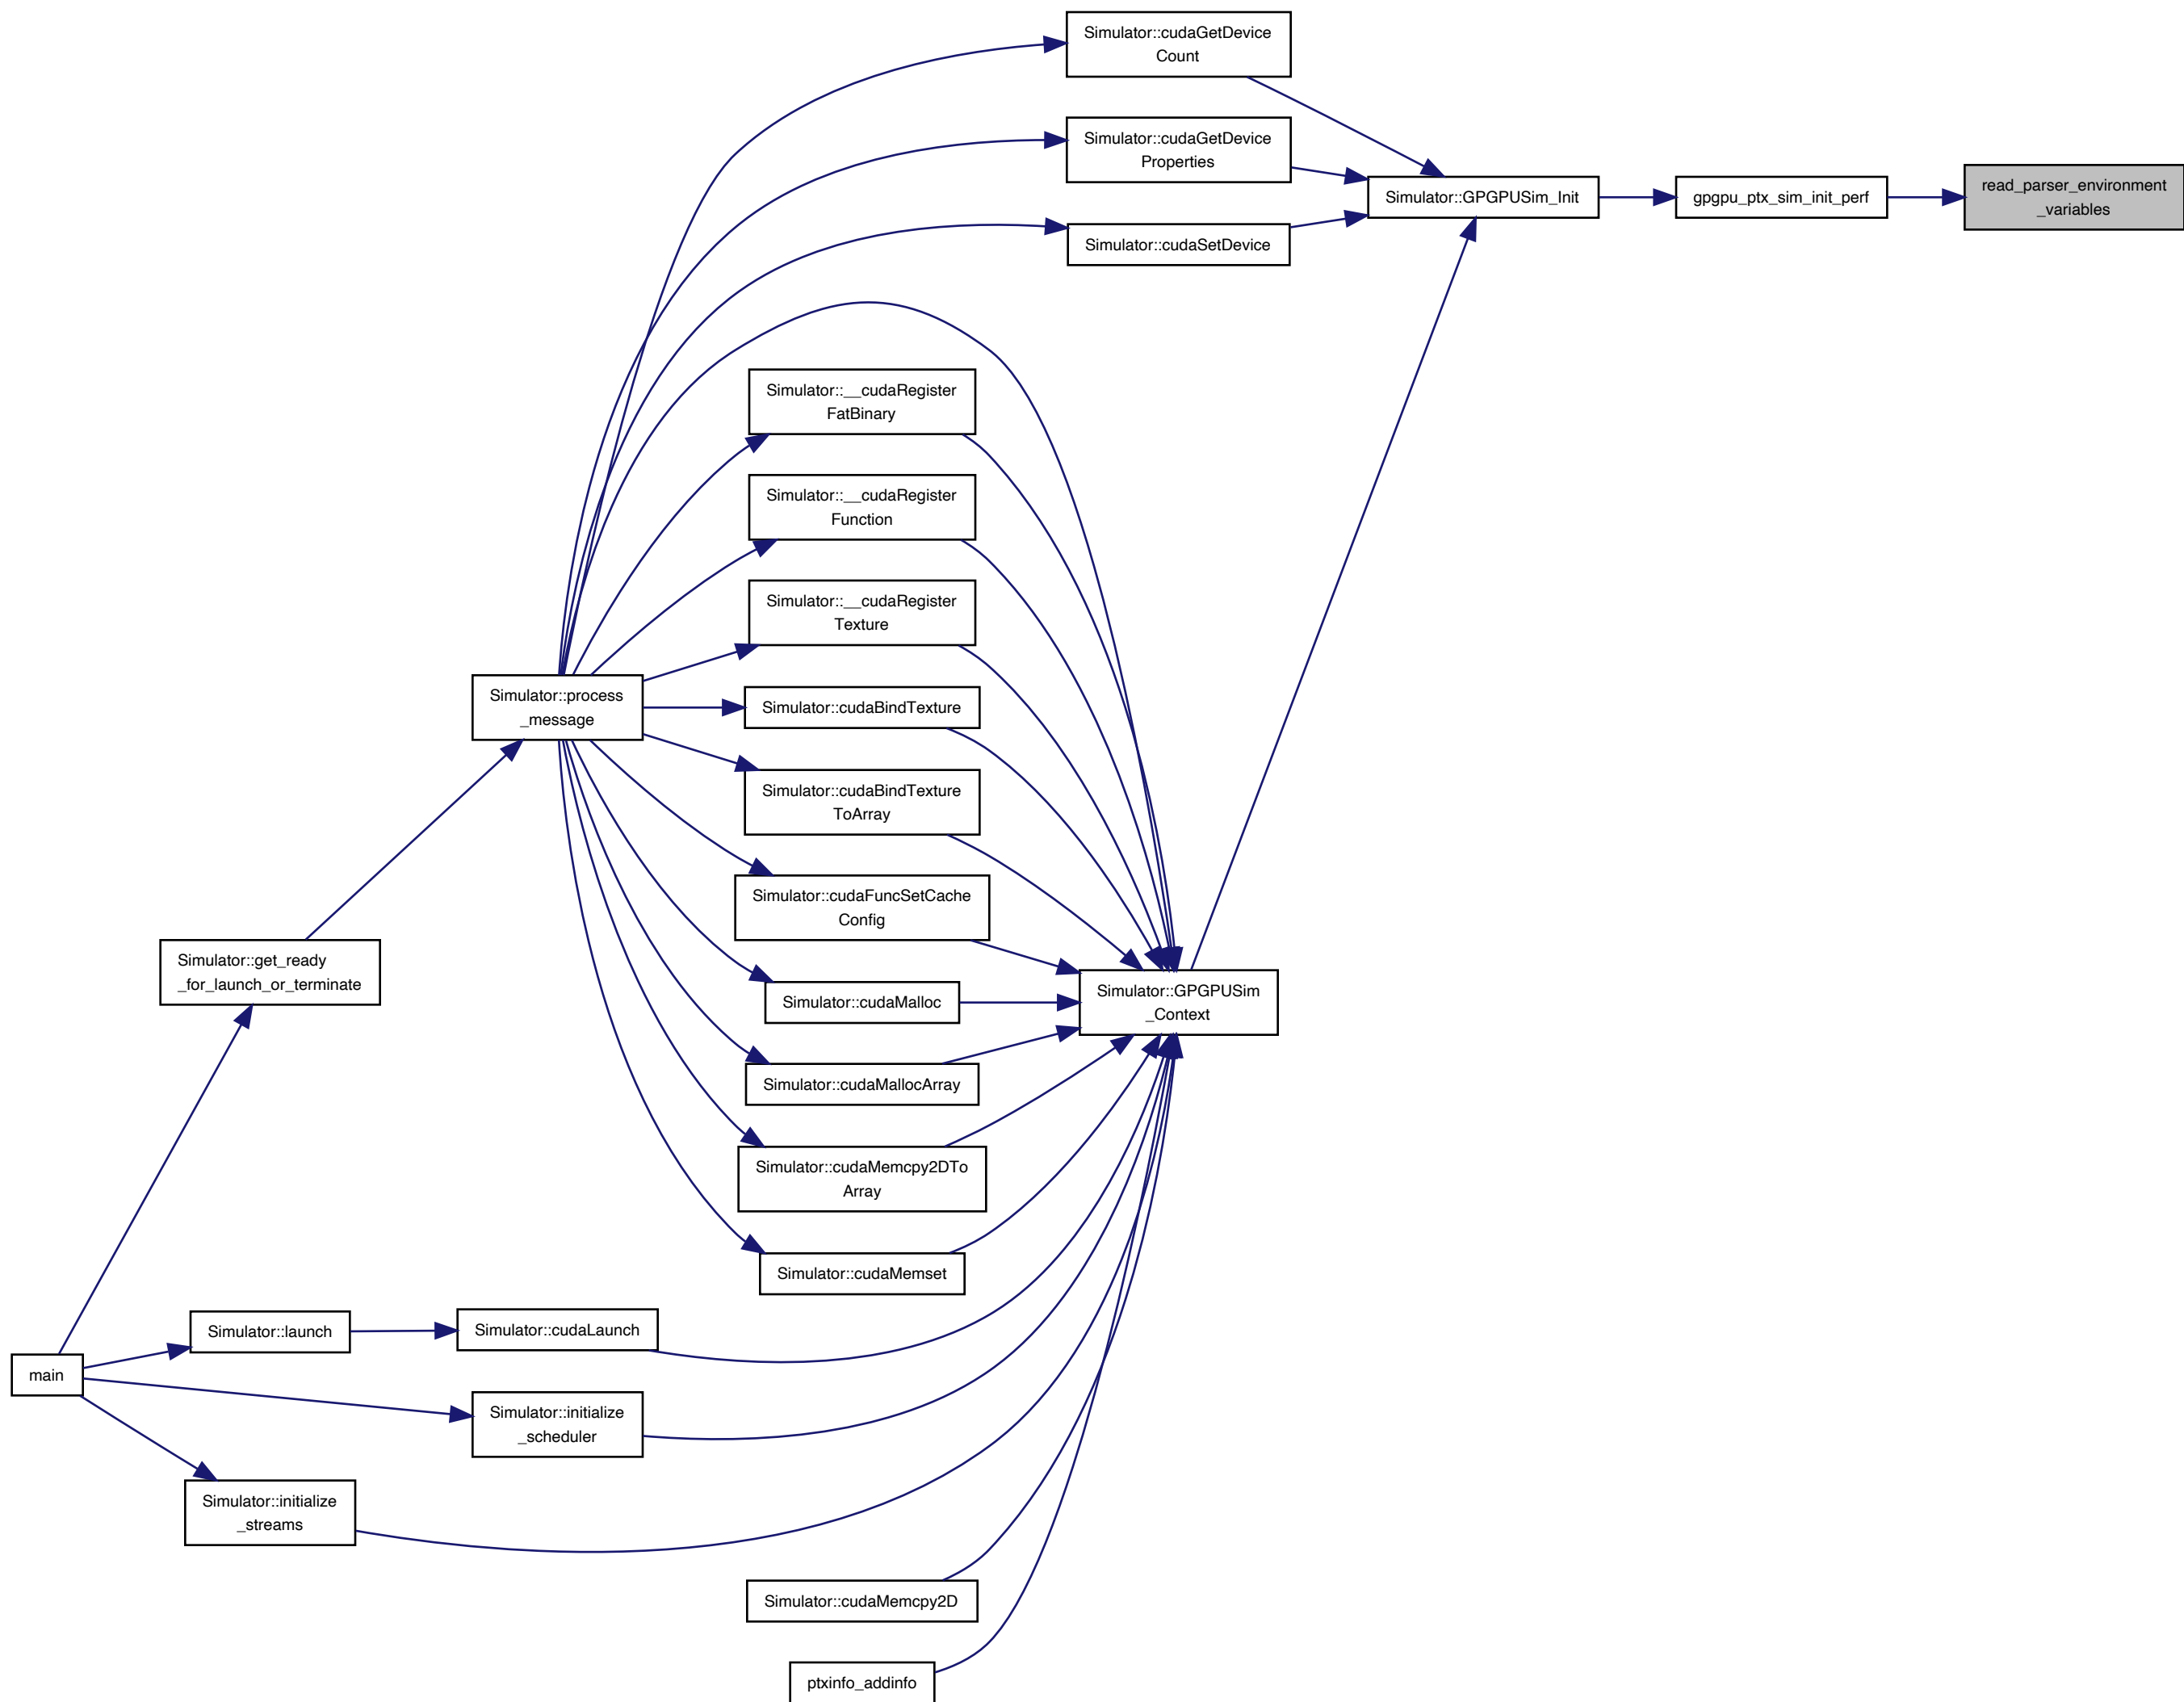 Simulator::cudaGetDevice
Count
Simulator::cudaGetDevice
Properties
Simulator::GPGPUSim_Init
gpgpu_ptx_sim_init_perf
read_parser_environment
_variables
Simulator::cudaSetDevice
Simulator::__cudaRegister
FatBinary
Simulator::__cudaRegister
Function
Simulator::__cudaRegister
Texture
Simulator::process
_message
Simulator::cudaBindTexture
Simulator::cudaBindTexture
ToArray
Simulator::cudaFuncSetCache
Config
Simulator::get_ready
_for_launch_or_terminate
Simulator::cudaMalloc
Simulator::GPGPUSim
_Context
Simulator::cudaMallocArray
Simulator::cudaMemcpy2DTo
Array
Simulator::cudaMemset
Simulator::launch
Simulator::cudaLaunch
main
Simulator::initialize
_scheduler
Simulator::initialize
_streams
Simulator::cudaMemcpy2D
ptxinfo_addinfo